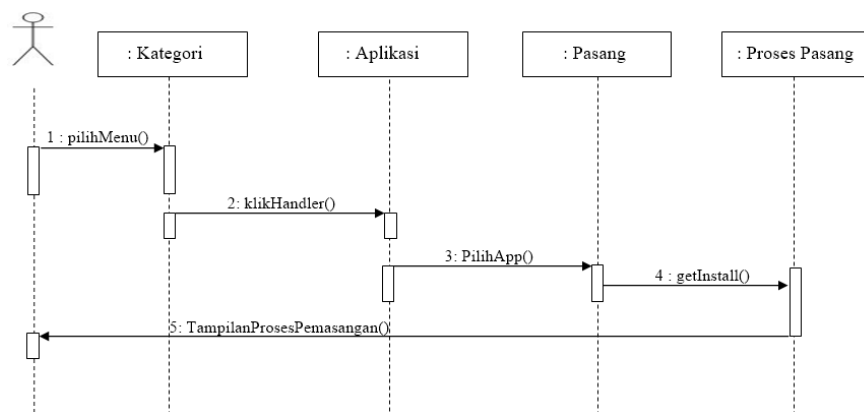 : Kategori
: Aplikasi
: Pasang
: Proses Pasang
1 : pilihMenu()
2: klikHandler()
3: PilihApp()
4 : getInstall()
5: TampilanProsesPemasangan()